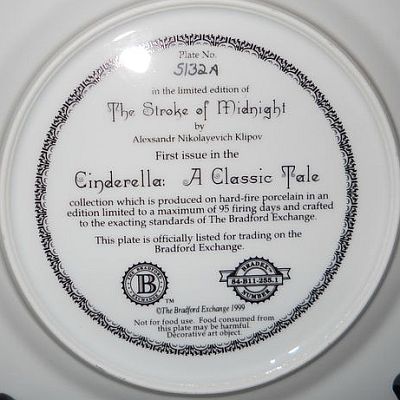 Plate No.
5132A
in the limited edition of
The Stroke of Midnight
by
Alexsandr Nikolayevich Klipov
First issue in the
Cinderella: A Classic Tale
collection which is produced on hard-fire porcelain in an
edition limited to a maximum of 95 firing days and crafted
to the exacting standards of The Bradford Exchange.
This plate is officially listed for trading on the
Bradford Exchange.
B
TM
BRADEX
84-B11-285.1
NUMBER
©The Bradford Exchange 1999
Not for food use. Food consumed from
this plate may be harmful.
Decorative art object.